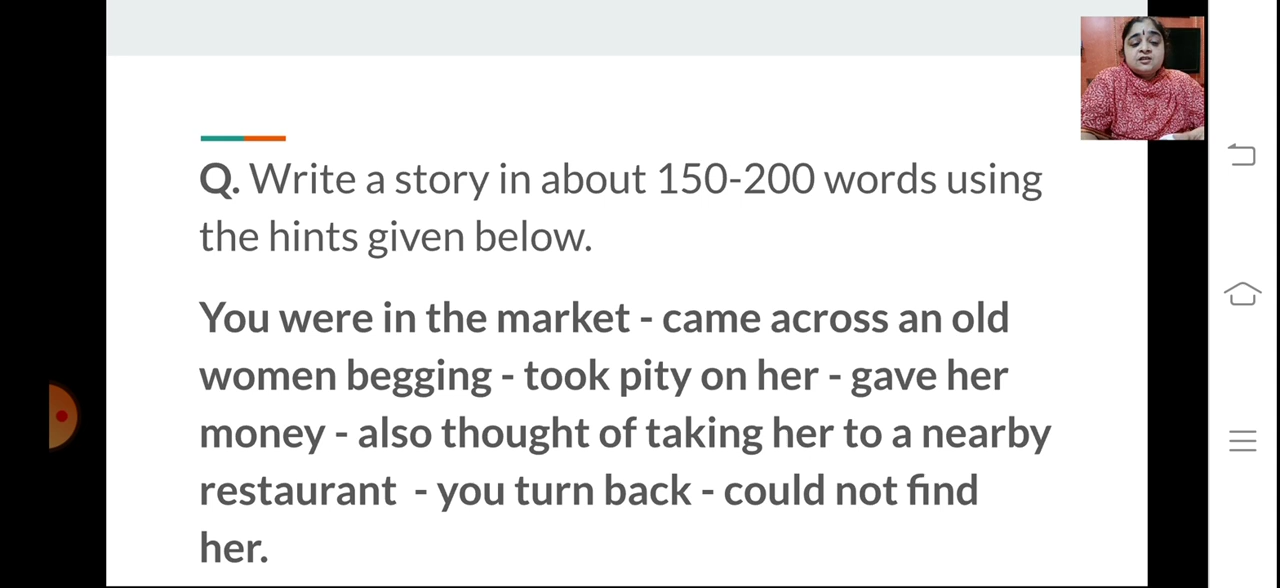 Q. Write a story in about 150-200 words using
the hints given below.
You were in the market - came across an old
women begging - took pity on her - gave her
money - also thought of taking her to a nearby
restaurant - you turn back - could not find
her.